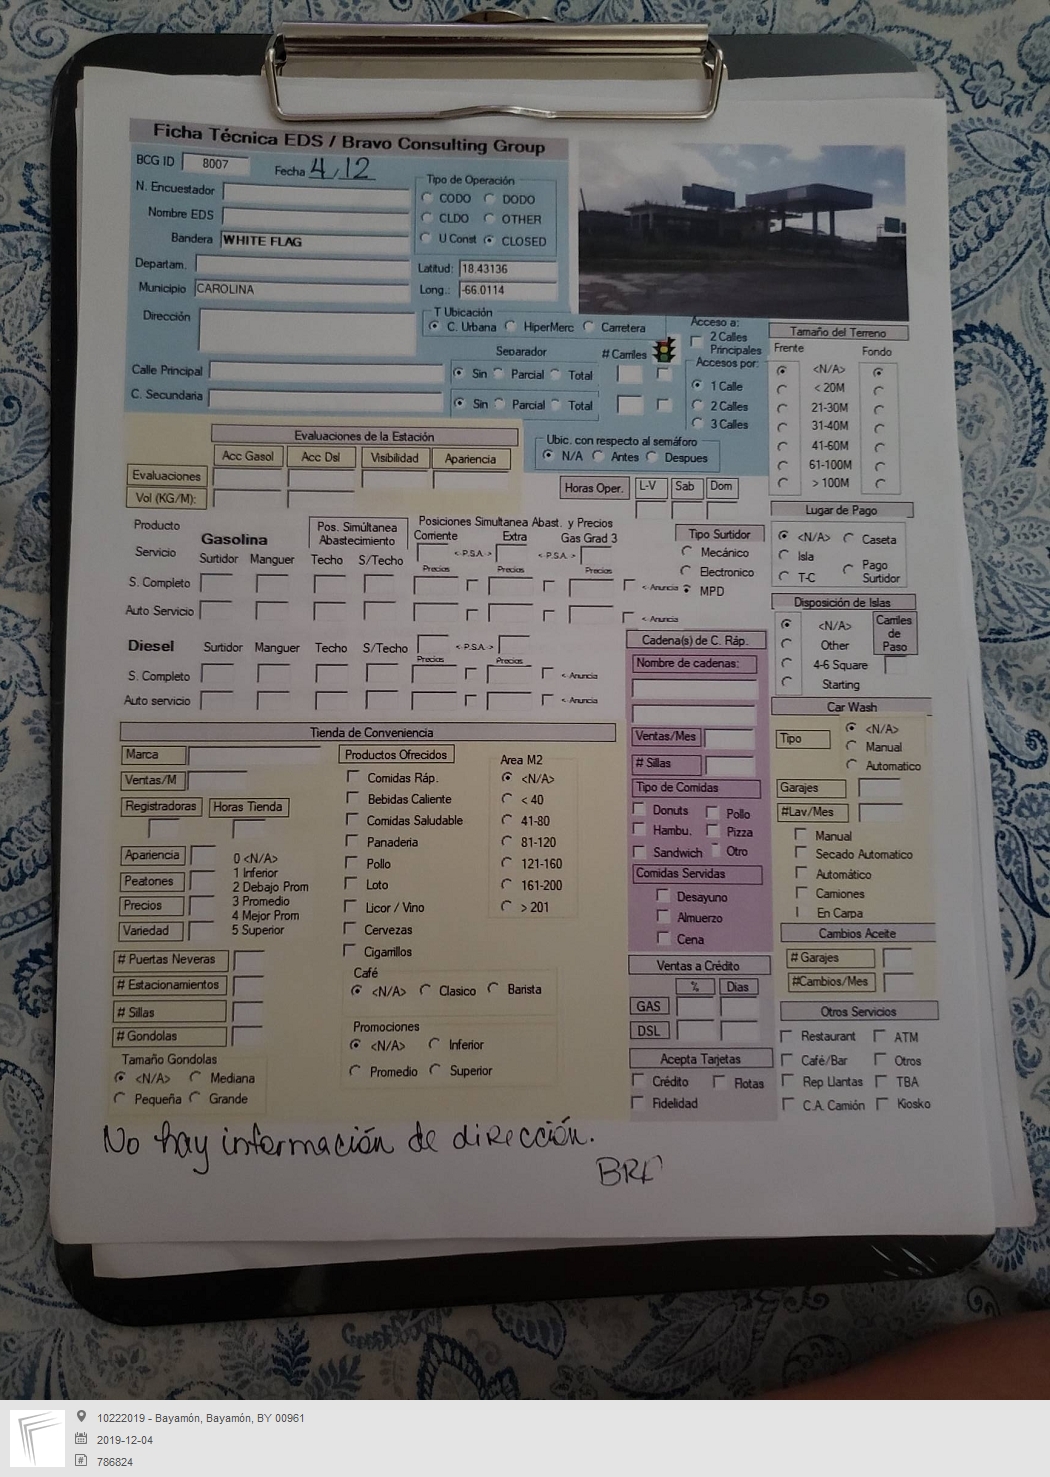 Ficha Técnica EDS / Bravo Consulting Group
BCG ID 8007 Fecha 4/12
N. Encuestador
Nombre EDS
Bandera WHITE FLAG
Departam.
Municipio CAROLINA
Dirección
Calle Principal
C. Secundaria
Tipo de Operación
CODO DODO
CLDO OTHER
U Const CLOSED
Latitud: 18.43136
Long.: -66.0114
T Ubicación
C. Urbana HiperMerc Carretera
Separador # Carriles
Sin Parcial Total
Sin Parcial Total
Acceso a:
2 Calles
Principales
Accesos por:
1 Calle
2 Calles
3 Calles
Ubic. con respecto al semáforo
N/A Antes Despues
Tamaño del Terreno
Frente Fondo
<N/A>
< 20M
21-30M
31-40M
41-60M
61-100M
> 100M
Evaluaciones de la Estación
Acc Gasol Acc Dsl Visibilidad Apariencia
Evaluaciones
Vol (KG/M):
Horas Oper. L-V Sab Dom
Producto
Servicio
Gasolina
Surtidor Manguer
Pos. Simúltanea
Abastecimiento
Techo S/Techo
Posiciones Simultanea Abast. y Precios
Corriente Extra Gas Grad 3
< P.S.A. > < P.S.A. >
Precios Precios Precios
S. Completo < Anuncia
Auto Servicio < Anuncia
Tipo Surtidor
Mecánico
Electronico
MPD
Lugar de Pago
<N/A> Caseta
Isla
T-C Pago
Surtidor
Disposición de Islas
<N/A>
Other
4-6 Square
Starting
Carriles
de
Paso
Diesel Surtidor Manguer Techo S/Techo < P.S.A. >
Precios Precios
S. Completo < Anuncia
Auto servicio < Anuncia
Tienda de Conveniencia
Marca
Ventas/M
Registradoras Horas Tienda
Apariencia
Peatones
Precios
Variedad
0 <N/A>
1 Inferior
2 Debajo Prom
3 Promedio
4 Mejor Prom
5 Superior
# Puertas Neveras
# Estacionamientos
# Sillas
# Gondolas
Tamaño Gondolas
<N/A> Mediana
Pequeña Grande
Productos Ofrecidos
Comidas Ráp.
Bebidas Caliente
Comidas Saludable
Panaderia
Pollo
Loto
Licor / Vino
Cervezas
Cigarrillos
Area M2
<N/A>
< 40
41-80
81-120
121-160
161-200
> 201
Café
<N/A> Clasico Barista
Promociones
<N/A> Inferior
Promedio Superior
Cadena(s) de C. Ráp.
Nombre de cadenas:
Ventas/Mes
# Sillas
Tipo de Comidas
Donuts Pollo
Hambu. Pizza
Sandwich Otro
Comidas Servidas
Desayuno
Almuerzo
Cena
Ventas a Crédito
% Dias
GAS
DSL
Acepta Tarjetas
Crédito Flotas
Fidelidad
Car Wash
Tipo
<N/A>
Manual
Automatico
Garajes
#Lav/Mes
Manual
Secado Automatico
Automático
Camiones
En Carpa
Cambios Aceite
# Garajes
#Cambios/Mes
Otros Servicios
Restaurant ATM
Café/Bar Otros
Rep Llantas TBA
C.A. Camión Kiosko
No hay información de dirección.
10222019 - Bayamón, Bayamón, BY 00961
2019-12-04
786824